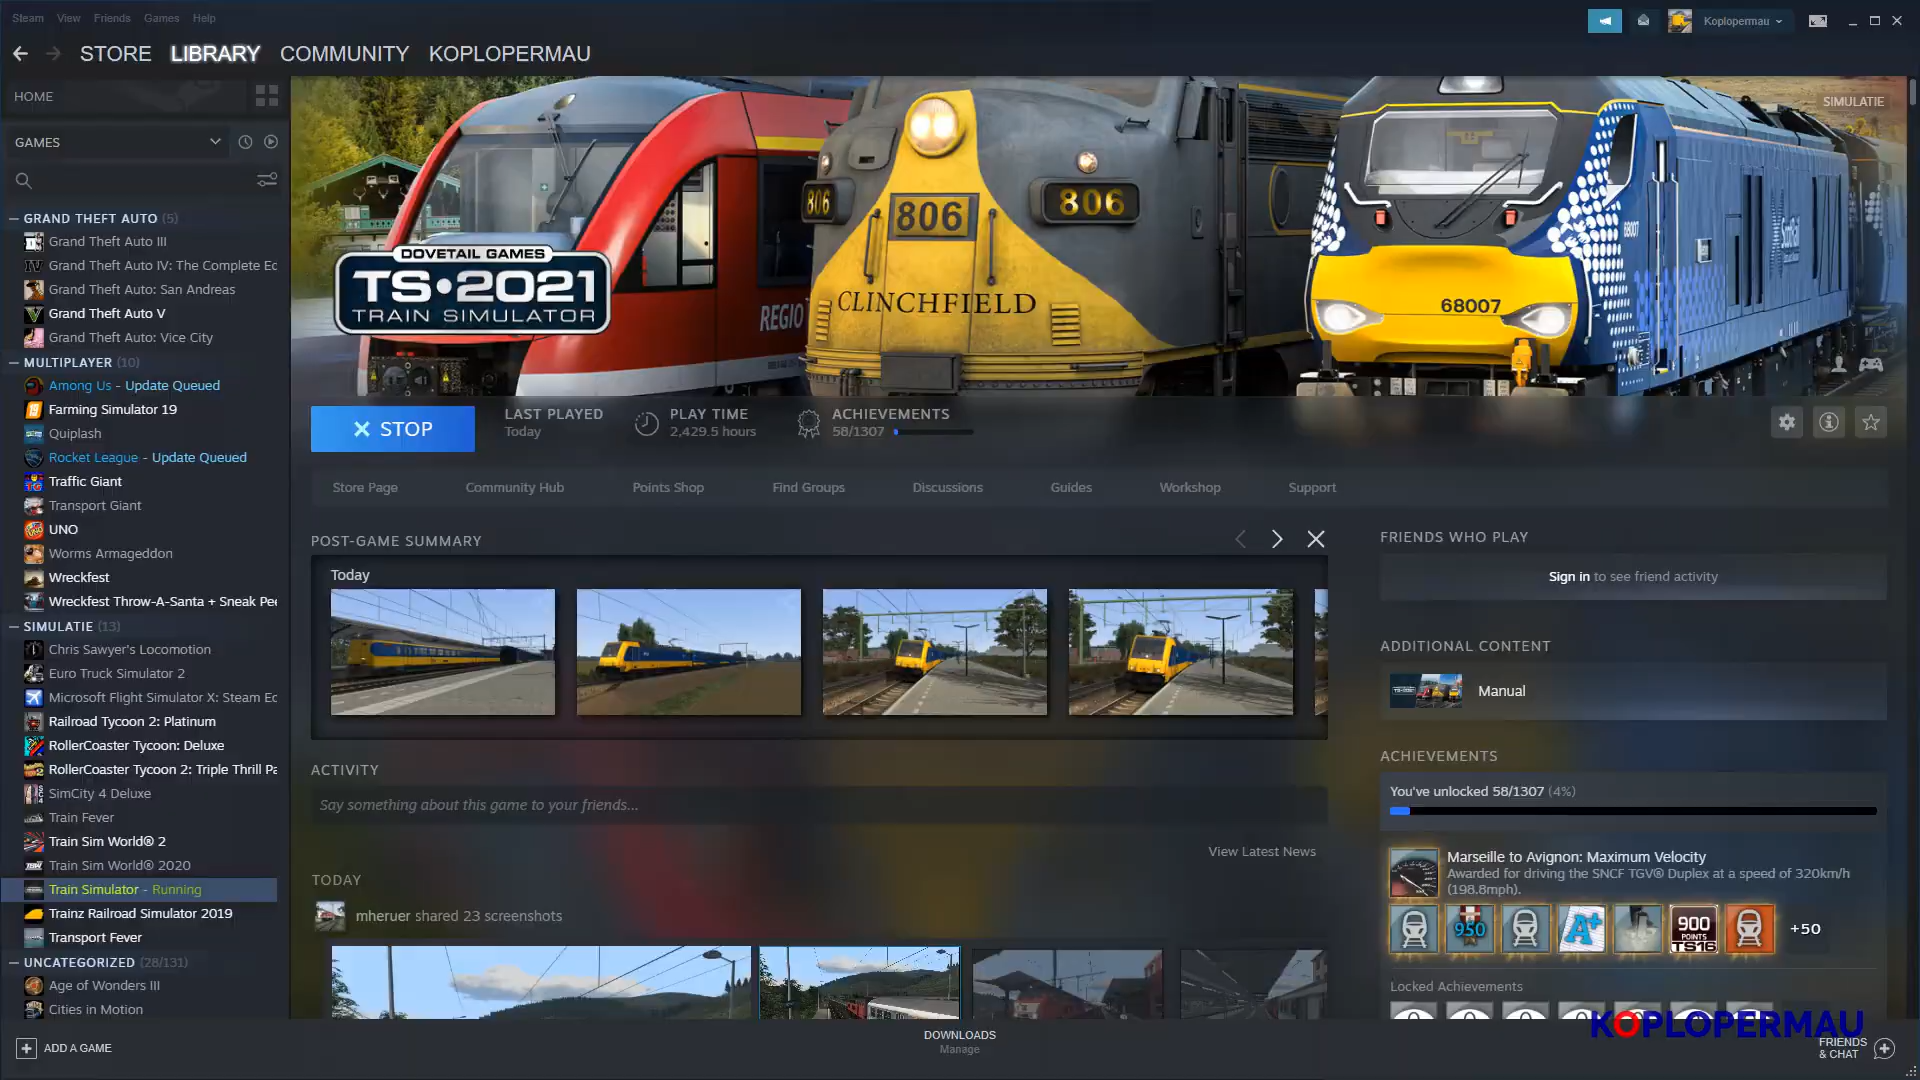 Steam View Friends Games Help
Koplopermau
STORE LIBRARY COMMUNITY KOPLOPERMAU
HOME
GAMES
GRAND THEFT AUTO (5)
Grand Theft Auto III
Grand Theft Auto IV: The Complete Ed
Grand Theft Auto: San Andreas
Grand Theft Auto V
Grand Theft Auto: Vice City
MULTIPLAYER (10)
Among Us - Update Queued
Farming Simulator 19
Quiplash
Rocket League - Update Queued
Traffic Giant
Transport Giant
UNO
Worms Armageddon
Wreckfest
Wreckfest Throw-A-Santa + Sneak Pee
SIMULATIE (13)
Chris Sawyer's Locomotion
Euro Truck Simulator 2
Microsoft Flight Simulator X: Steam Ed
Railroad Tycoon 2: Platinum
RollerCoaster Tycoon: Deluxe
RollerCoaster Tycoon 2: Triple Thrill Pa
SimCity 4 Deluxe
Train Fever
Train Sim World® 2
Train Sim World® 2020
Train Simulator - Running
Trainz Railroad Simulator 2019
Transport Fever
UNCATEGORIZED (28/131)
Age of Wonders III
Cities in Motion
ADD A GAME
SIMULATIE
DOVETAIL GAMES
TS•2021
TRAIN SIMULATOR
REGIO
806
806
806
CLINCHFIELD
68007
68007
ScotRail
STOP
LAST PLAYED
Today
PLAY TIME
2,429.5 hours
ACHIEVEMENTS
58/1307
Store Page Community Hub Points Shop Find Groups Discussions Guides Workshop Support
POST-GAME SUMMARY
Today
ACTIVITY
Say something about this game to your friends...
View Latest News
TODAY
mheruer shared 23 screenshots
FRIENDS WHO PLAY
Sign in to see friend activity
ADDITIONAL CONTENT
Manual
ACHIEVEMENTS
You've unlocked 58/1307 (4%)
Marseille to Avignon: Maximum Velocity
Awarded for driving the SNCF TGV® Duplex at a speed of 320km/h
(198.8mph).
950
A+
900
POINTS
TS16
+50
Locked Achievements
KOPLOPERMAU
DOWNLOADS
Manage
FRIENDS
& CHAT